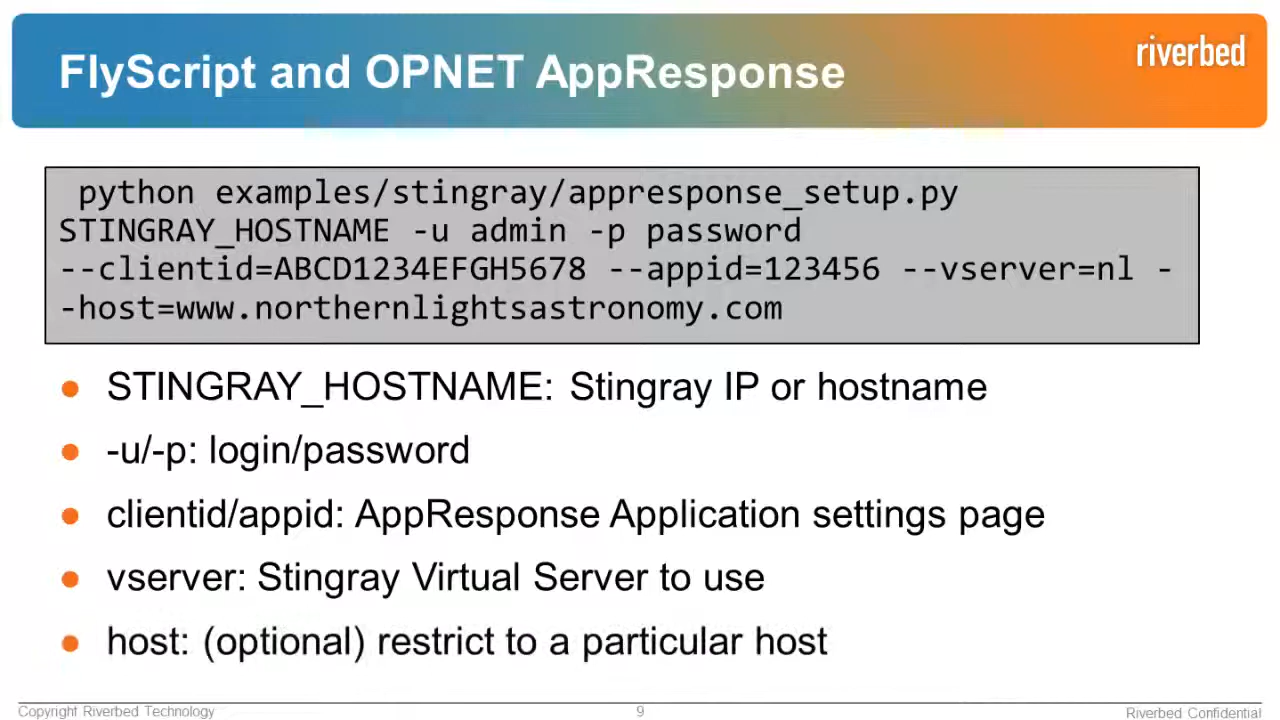 FlyScript and OPNET AppResponse
riverbed
python examples/stingray/appresponse_setup.py
STINGRAY_HOSTNAME -u admin -p password
--clientid=ABCD1234EFGH5678 --appid=123456 --vserver=nl -
-host=www.northernlightsastronomy.com
● STINGRAY_HOSTNAME: Stingray IP or hostname
● -u/-p: login/password
● clientid/appid: AppResponse Application settings page
● vserver: Stingray Virtual Server to use
● host: (optional) restrict to a particular host
Copyright Riverbed Technology
9
Riverbed Confidential